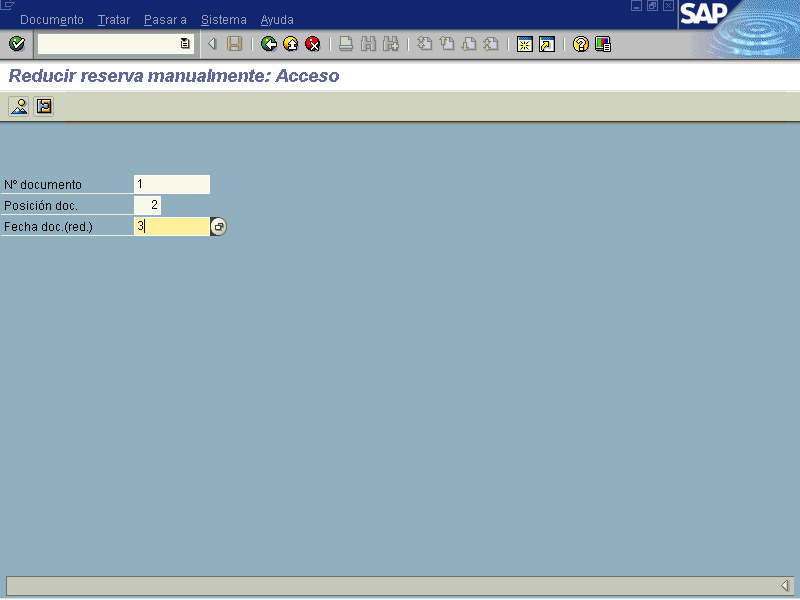 Documento Tratar Pasar a Sistema Ayuda
SAP
Reducir reserva manualmente: Acceso
Nº documento 1
Posición doc. 2
Fecha doc.(red.) 3